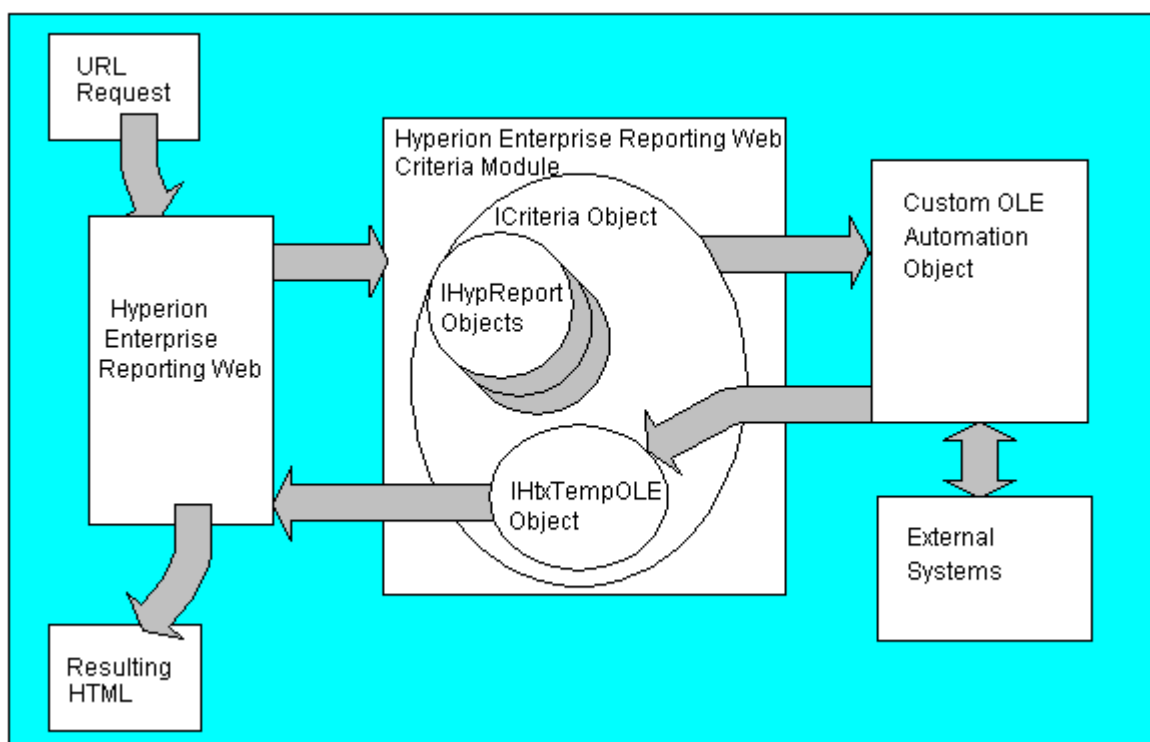 URL
Request
Hyperion Enterprise Reporting Web
Criteria Module
ICriteria Object
IHypReport
Objects
Custom OLE
Automation
Object
Hyperion
Enterprise
Reporting Web
IHtxTempOLE
Object
External
Systems
Resulting
HTML